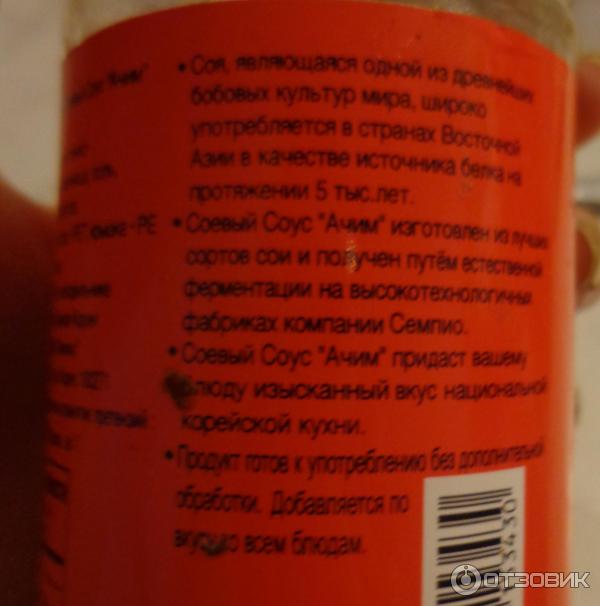 • Соя, являющаяся одной из древнейших
бобовых культур мира, широко
употребляется в странах Восточной
Азии в качестве источника белка на
протяжении 5 тыс.лет.
• Соевый Соус "Ачим" изготовлен из лучших
сортов сои и получен путём естественной
ферментации на высокотехнологичных
фабриках компании Семпио.
• Соевый Соус "Ачим" придаст вашему
блюду изысканный вкус национальной
корейской кухни.
• Продукт готов к употреблению без дополнительной
обработки. Добавляется по
вкусу ко всем блюдам.
ОТЗОВИК